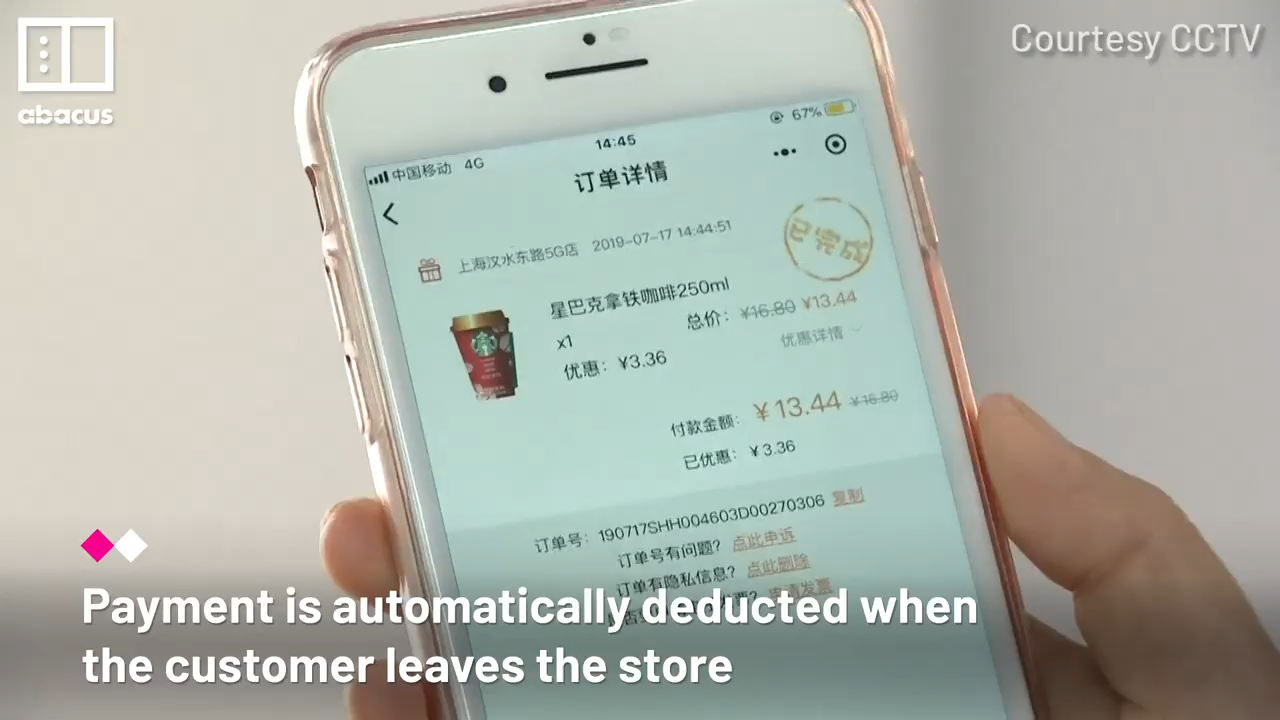 abacus
Courtesy CCTV
中国移动 4G
14:45
67%
订单详情
上海汉水东路5G店 2019-07-17 14:44:51
已完成
星巴克拿铁咖啡250ml
x1
总价: ¥16.80 ¥13.44
优惠: ¥3.36
优惠详情
付款金额: ¥13.44 ¥16.80
已优惠: ¥3.36
订单号: 190717SHH004603D00270306 复制
订单号有问题? 点此申诉
订单有隐私信息? 点此删除
申请发票
Payment is automatically deducted when
the customer leaves the store